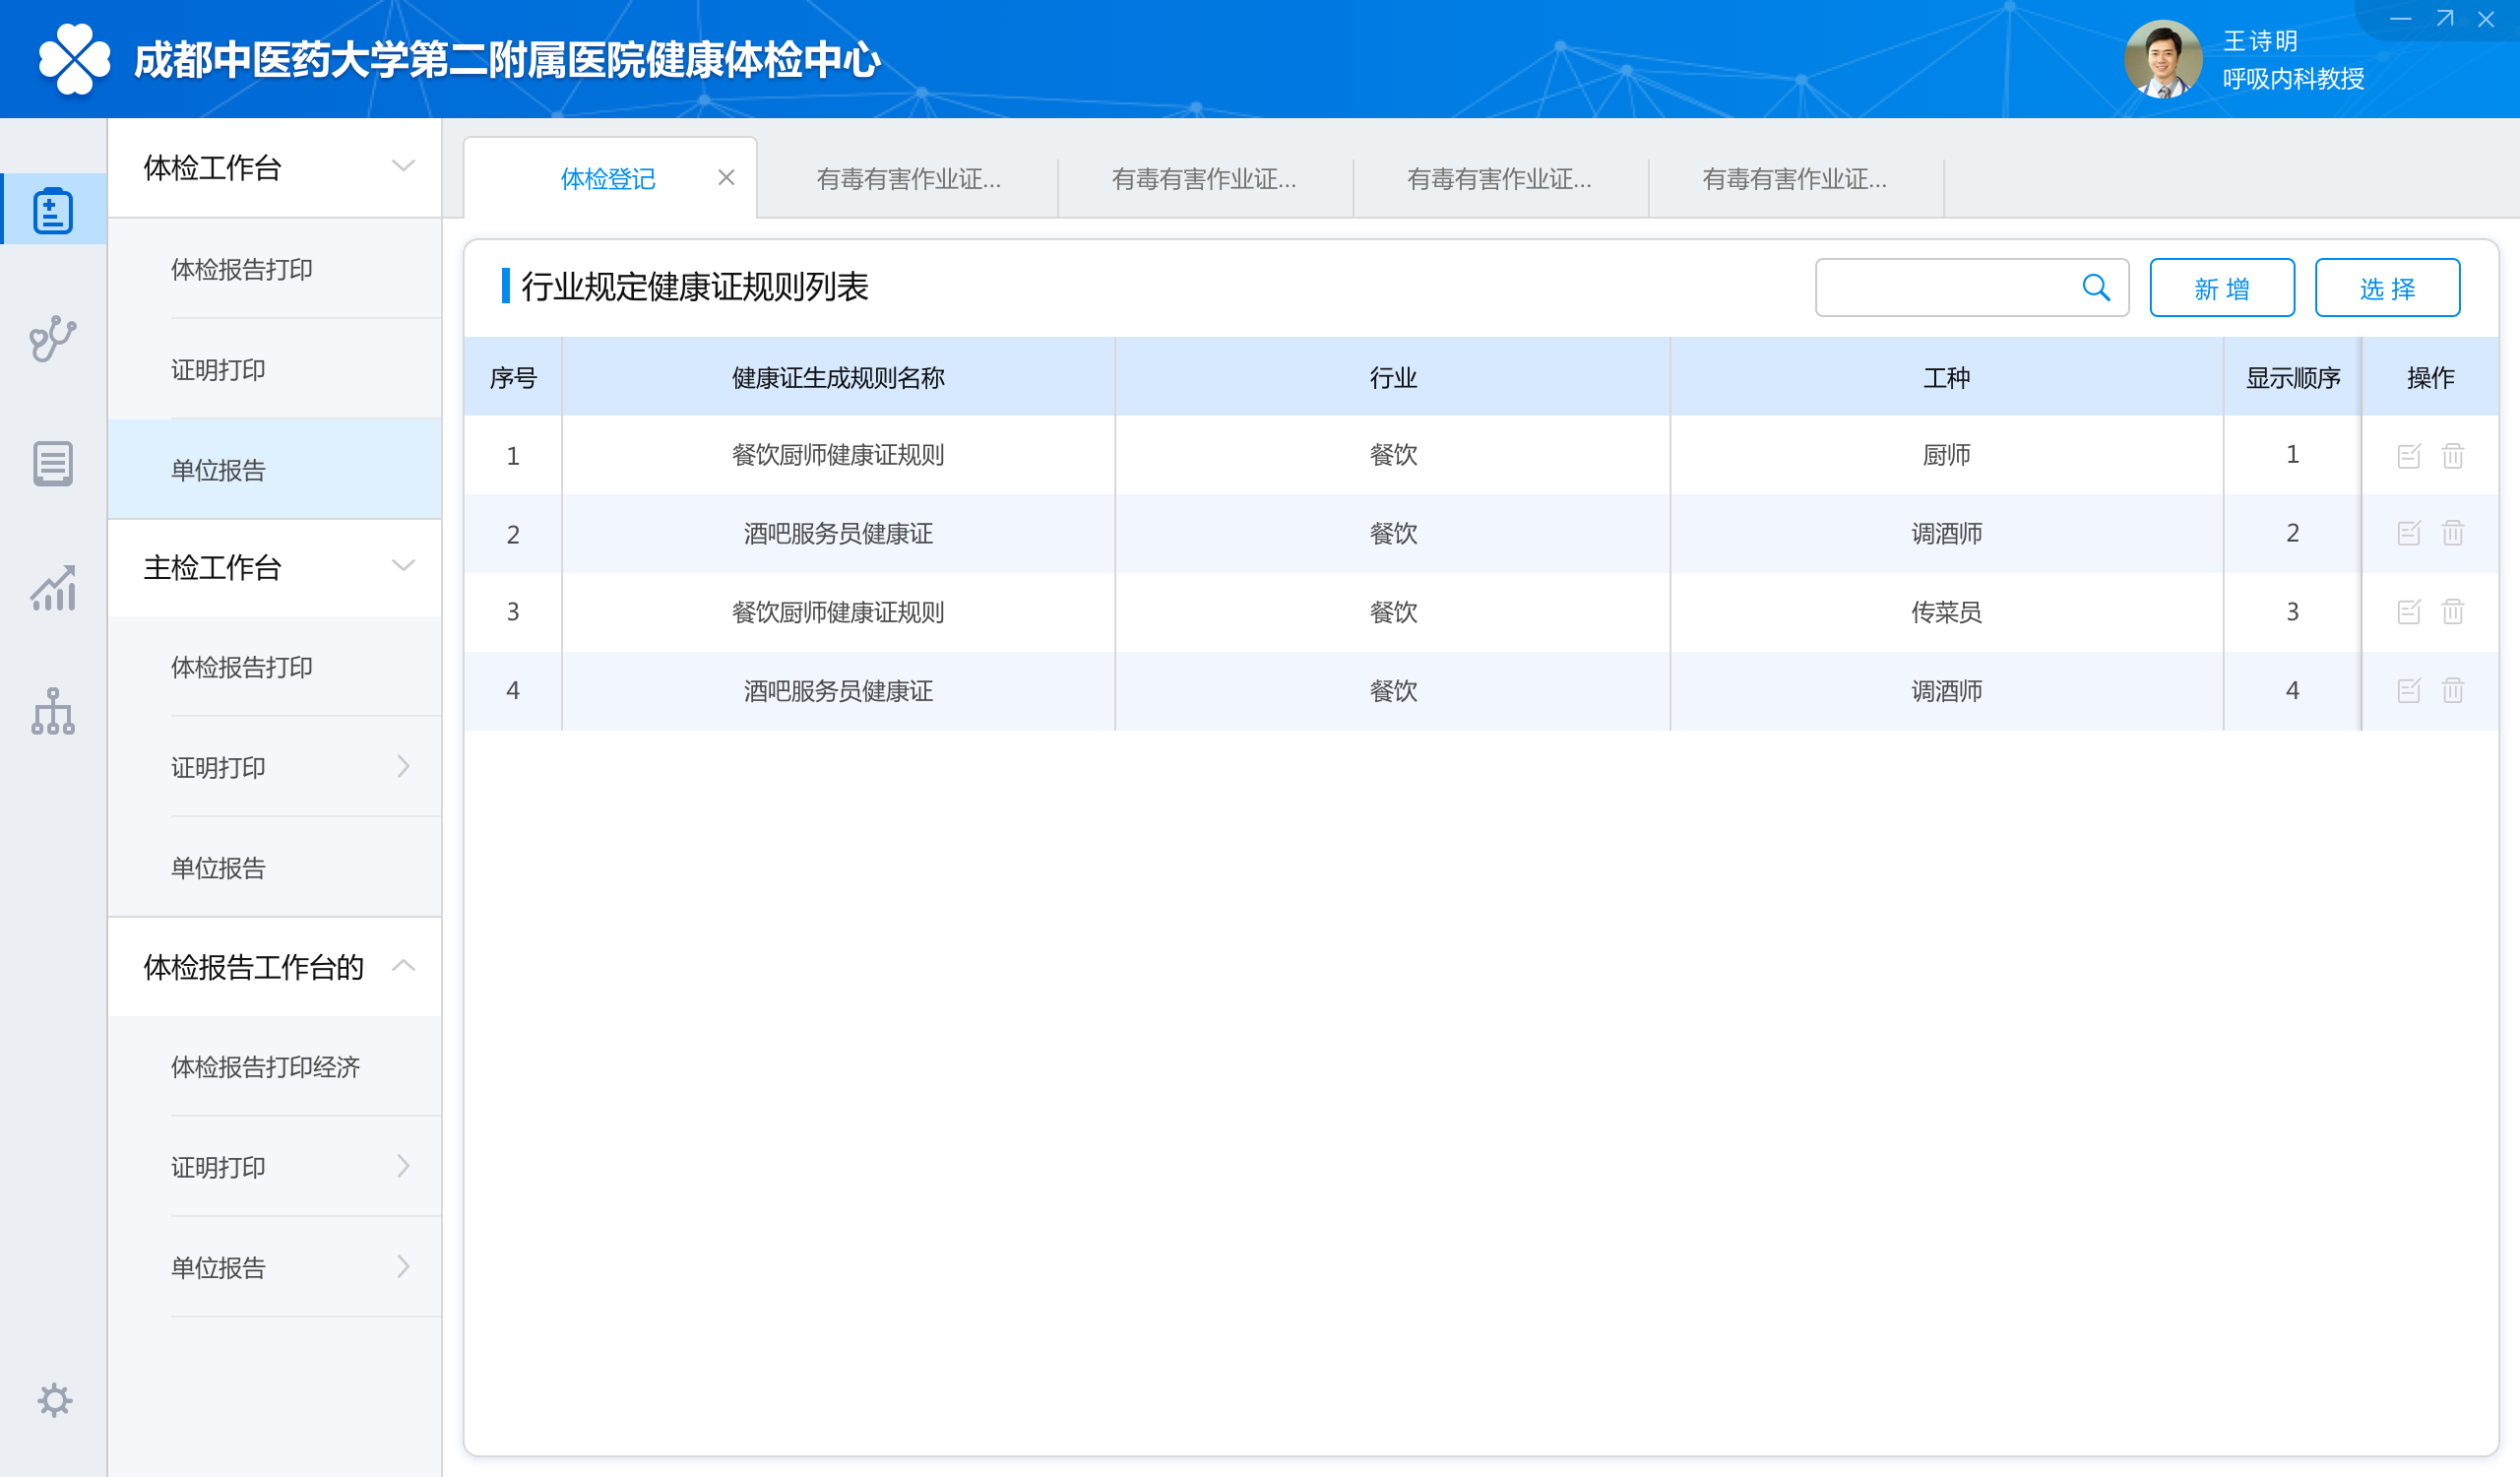 成都中医药大学第二附属医院健康体检中心
王诗明
呼吸内科教授
体检工作台
体检报告打印
证明打印
单位报告
主检工作台
体检报告打印
证明打印
单位报告
体检报告工作台的
体检报告打印经济
证明打印
单位报告
体检登记 有毒有害作业证... 有毒有害作业证... 有毒有害作业证... 有毒有害作业证...
行业规定健康证规则列表
新 增 选 择
序号 健康证生成规则名称 行业 工种 显示顺序 操作
1 餐饮厨师健康证规则 餐饮 厨师 1
2 酒吧服务员健康证 餐饮 调酒师 2
3 餐饮厨师健康证规则 餐饮 传菜员 3
4 酒吧服务员健康证 餐饮 调酒师 4